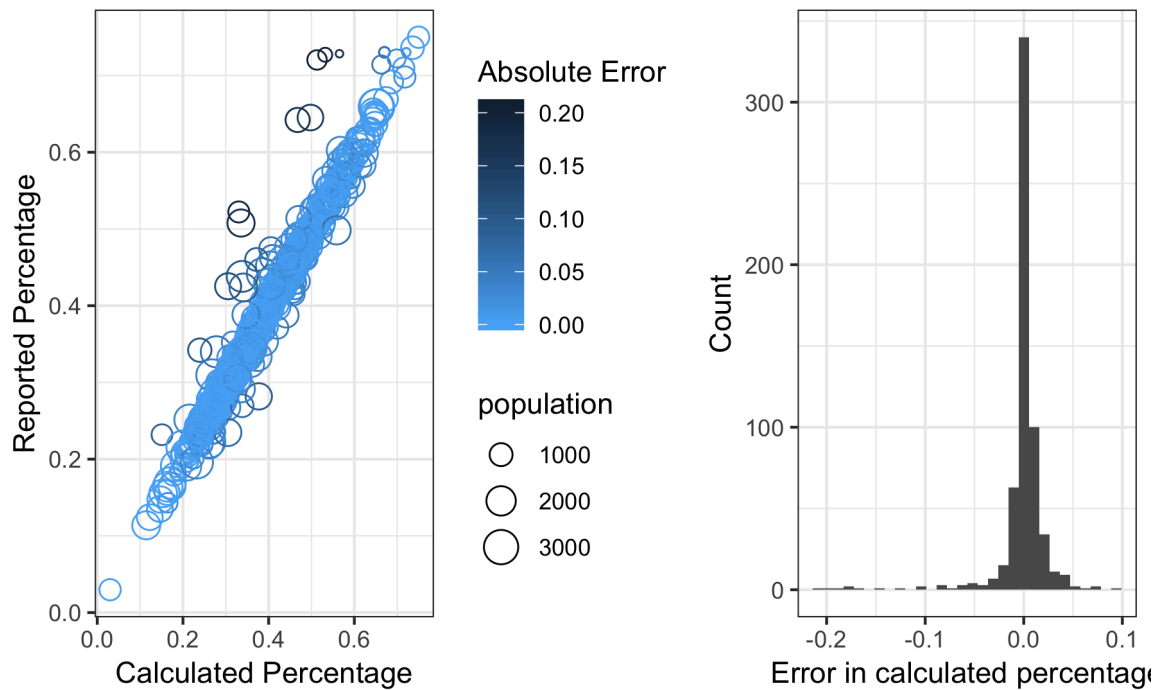 Reported Percentage
0.6
0.4
0.2
0.0
0.0 0.2 0.4 0.6
Calculated Percentage
Absolute Error
0.20
0.15
0.10
0.05
0.00
population
1000
2000
3000
Count
300
200
100
0
-0.2 -0.1 0.0 0.1
Error in calculated percentage